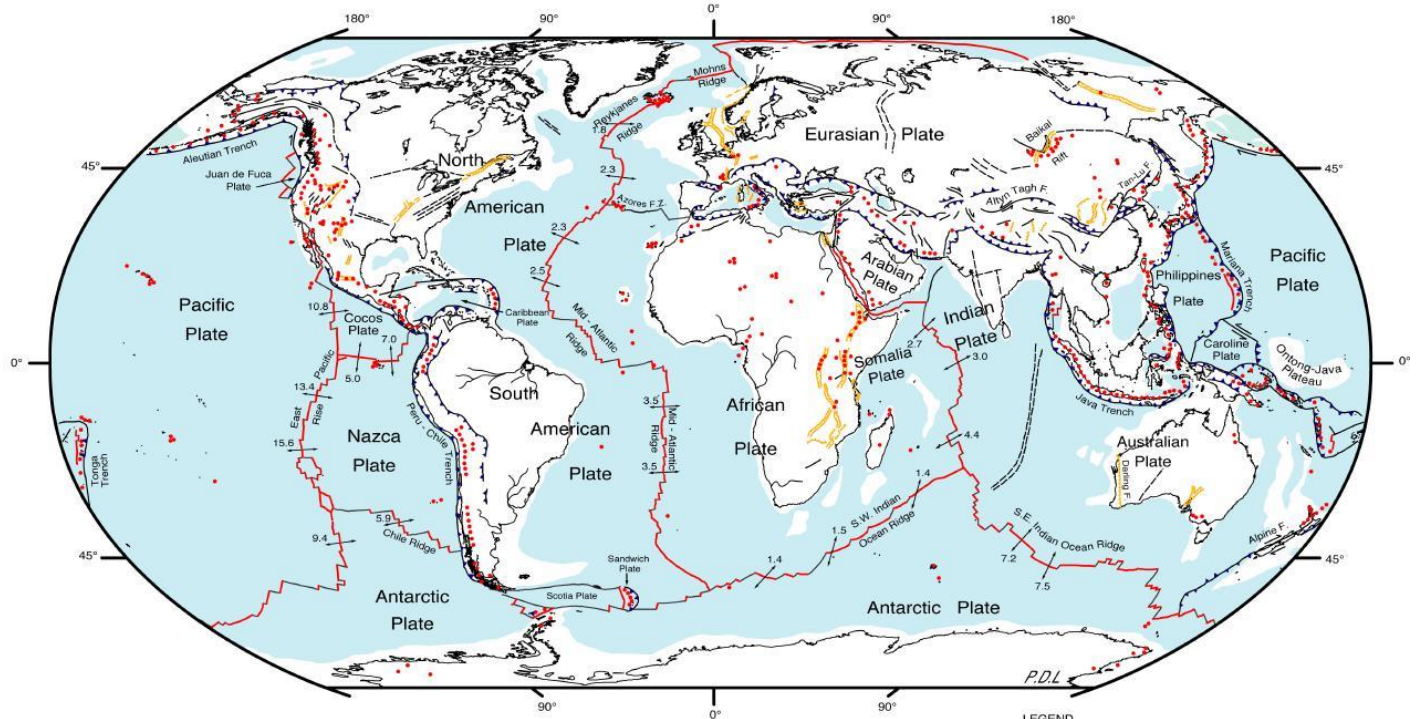 180°
90°
0°
90°
180°
Mohns
Ridge
Reykjanes
Ridge
1.8
Eurasian Plate
Baikal
Rift
Aleutian Trench
45°
45°
Juan de Fuca
Plate
North
American
Plate
2.3
Azores F.Z.
2.3
2.5
Altyn Tagh F.
Tan-Lu F.
Arabian
Plate
Philippines
Plate
Mariana
Trench
Pacific
Plate
Pacific
Plate
10.8
Cocos
Plate
7.0
5.0
Caribbean
Plate
Mid-Atlantic
Ridge
Indian
Plate
2.7
3.0
Somalia
Plate
Caroline
Plate
Ontong-Java
Plateau
0°
0°
East
Pacific
Rise
13.4
15.6
South
American
Plate
3.5
Mid - Atlantic
Ridge
3.5
African
Plate
Java Trench
Nazca
Plate
Peru - Chile Trench
4.4
Australian
Plate
Darling F.
Tonga
Trench
1.4
S.W. Indian
Ocean Ridge
1.5
5.9
Chile Ridge
9.4
1.4
S.E. Indian Ocean Ridge
7.2
7.5
Alpine F.
45°
45°
Sandwich
Plate
Scotia Plate
Antarctic
Plate
Antarctic Plate
P.D.L
90°
0°
90°
LEGEND